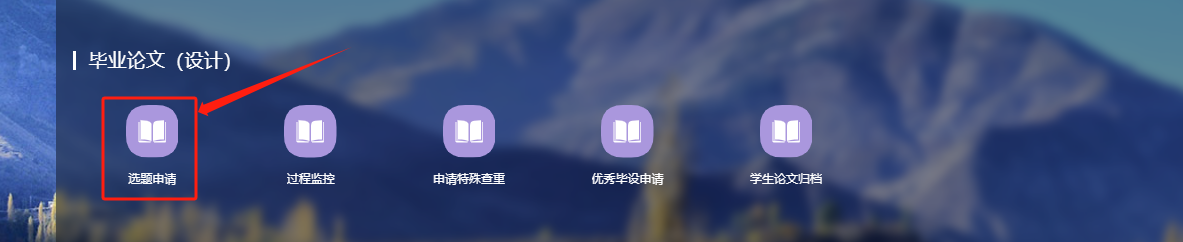 毕业论文（设计）
选题申请
过程监控
申请特殊查重
优秀毕设申请
学生论文归档